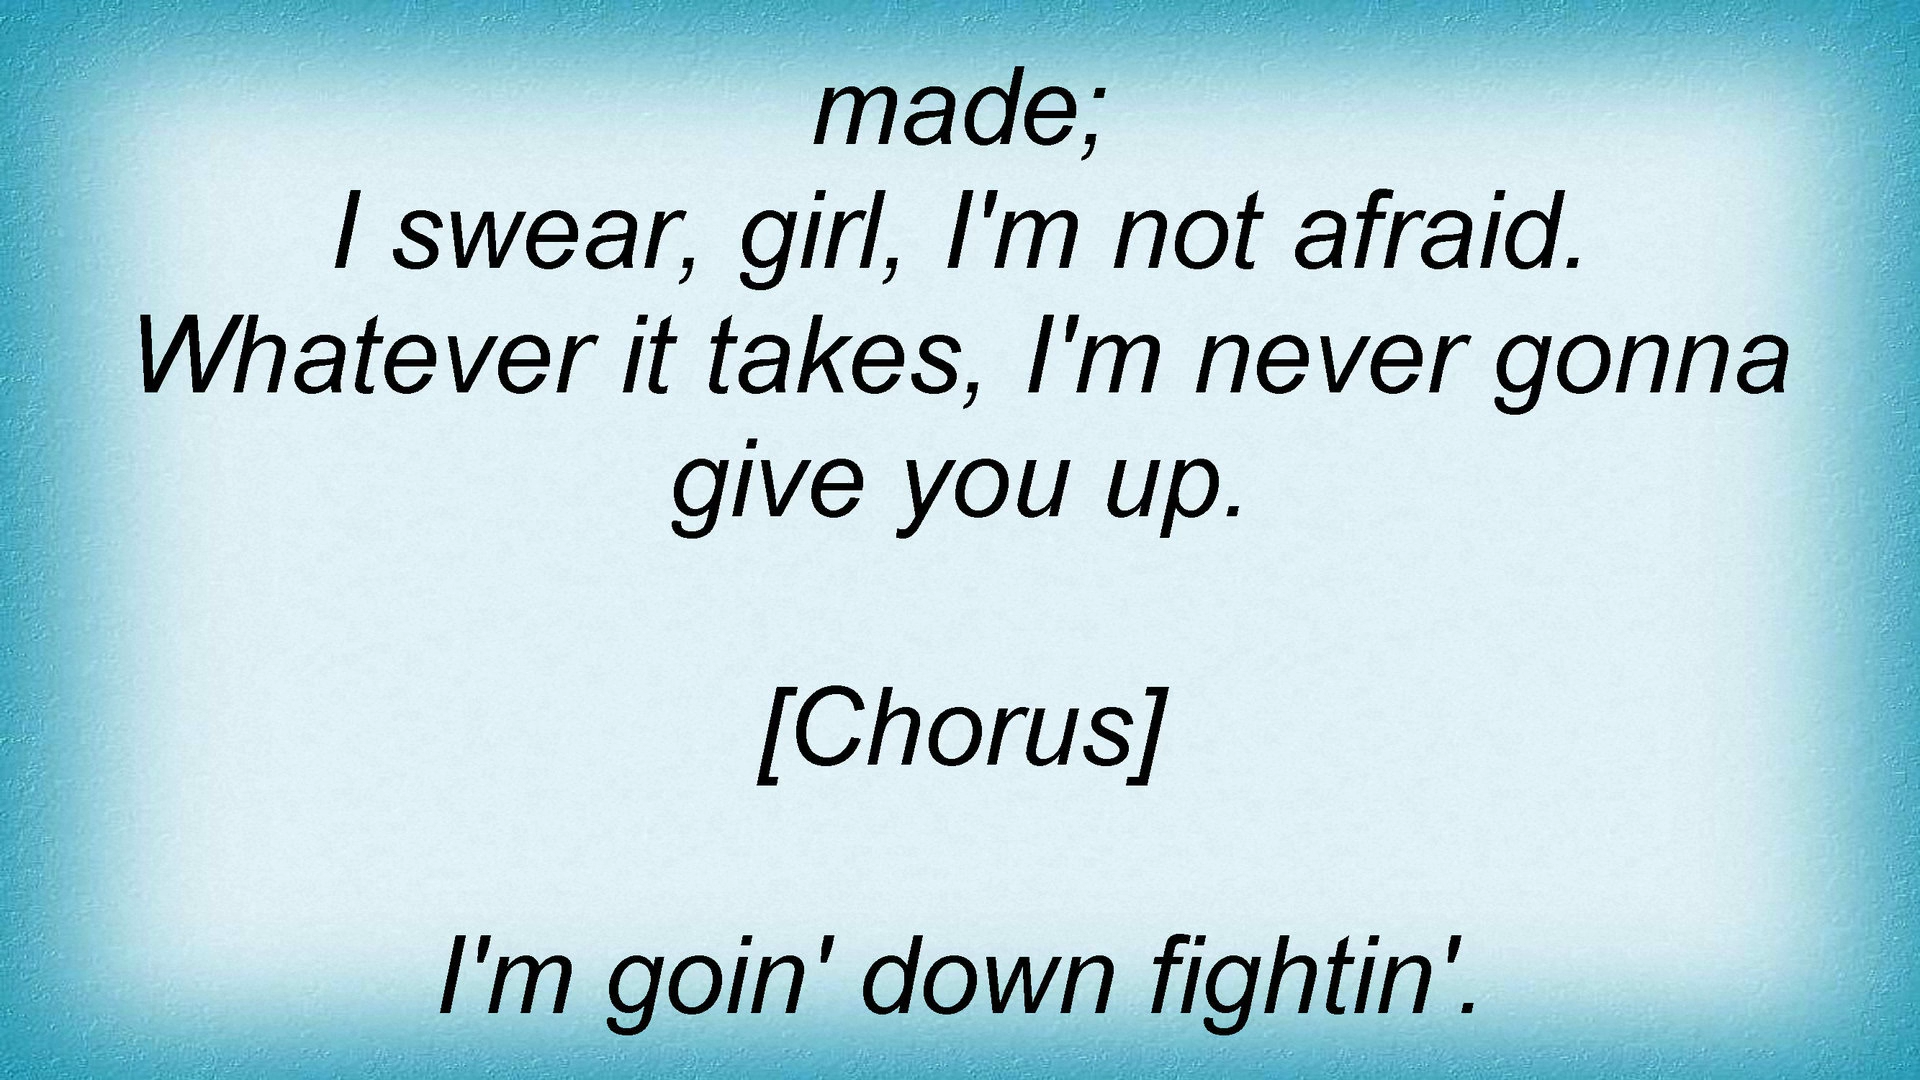 made;
I swear, girl, I'm not afraid.
Whatever it takes, I'm never gonna
give you up.
[Chorus]
I'm goin' down fightin'.